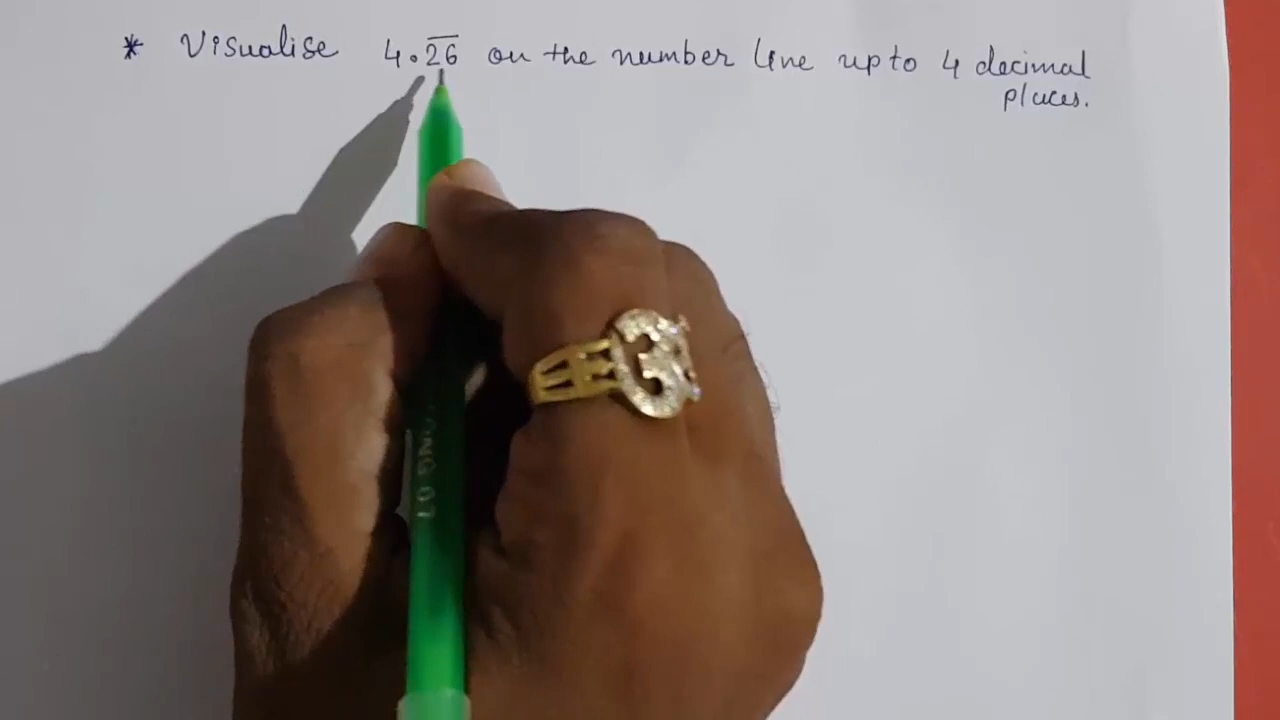 * Visualise 4.2̅6̅ on the number line upto 4 decimal
places.